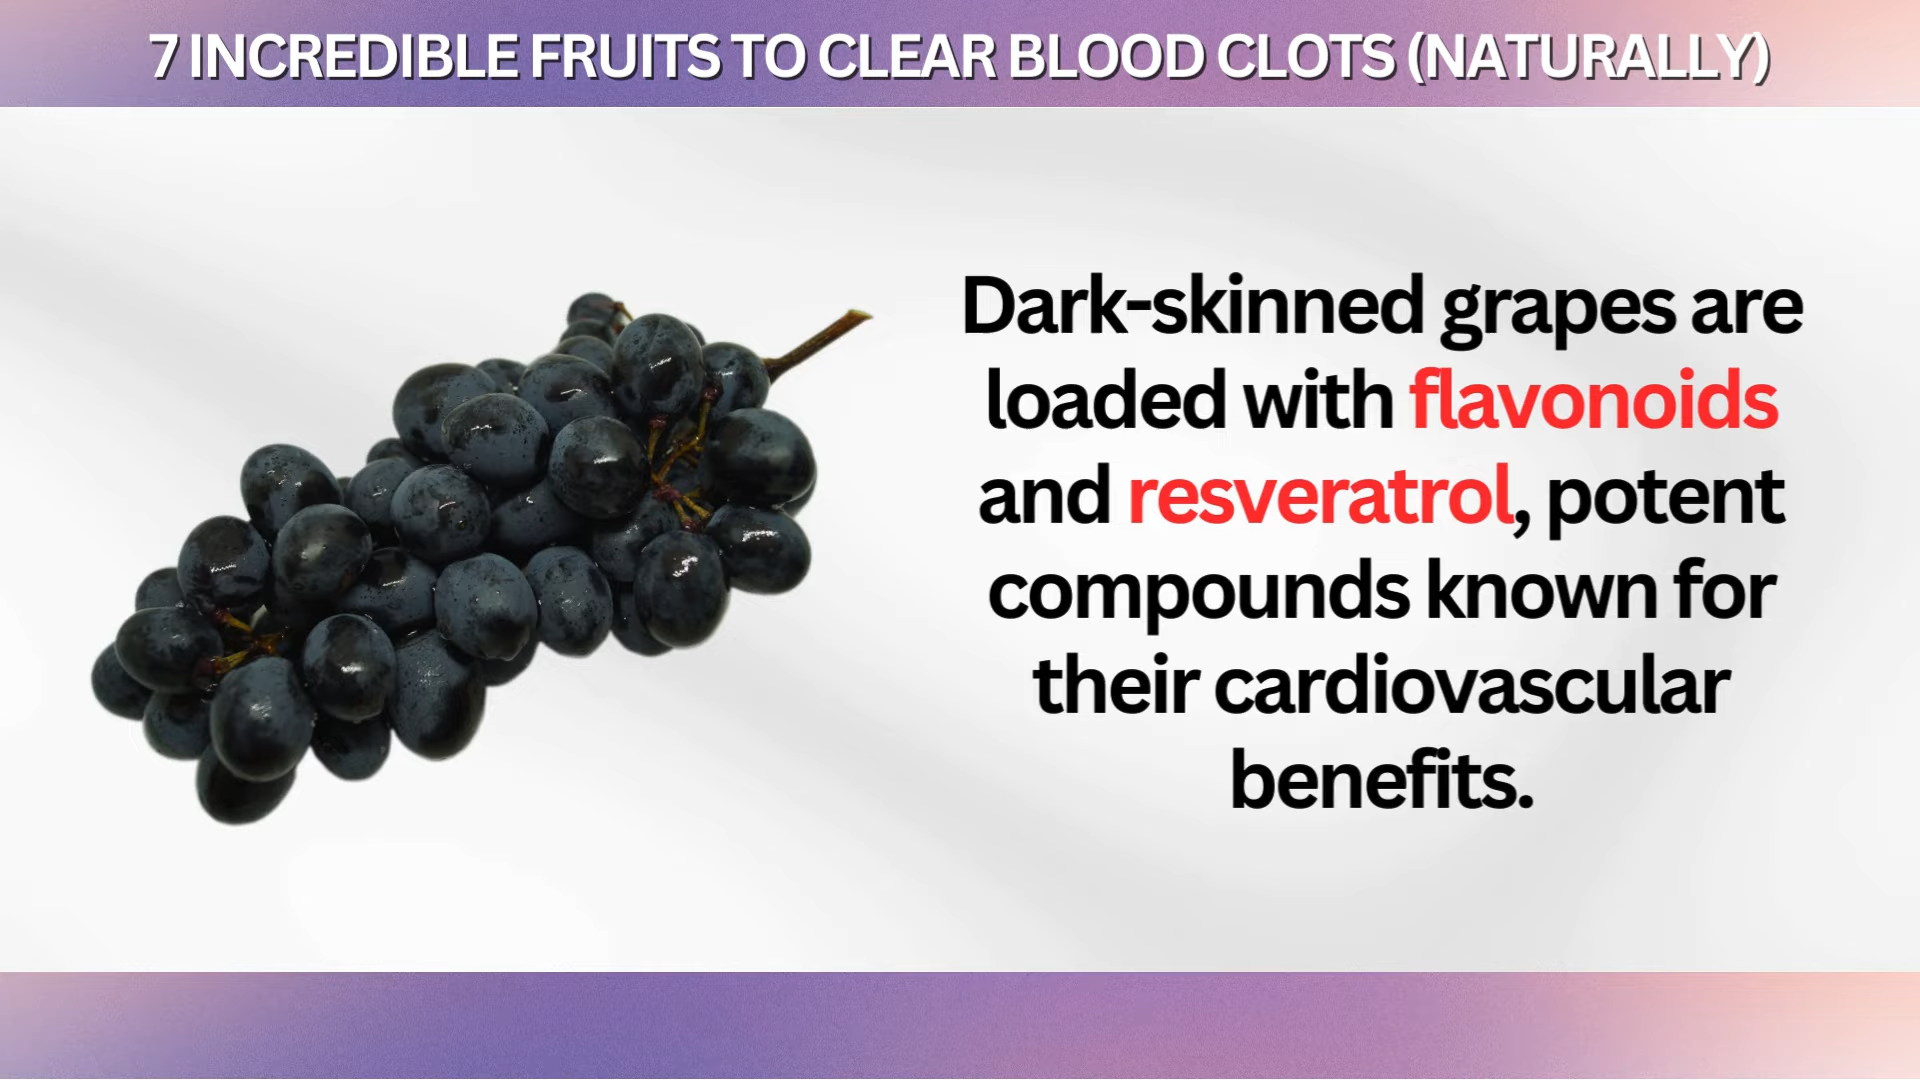 7 INCREDIBLE FRUITS TO CLEAR BLOOD CLOTS (NATURALLY)
Dark-skinned grapes are
loaded with flavonoids
and resveratrol, potent
compounds known for
their cardiovascular
benefits.